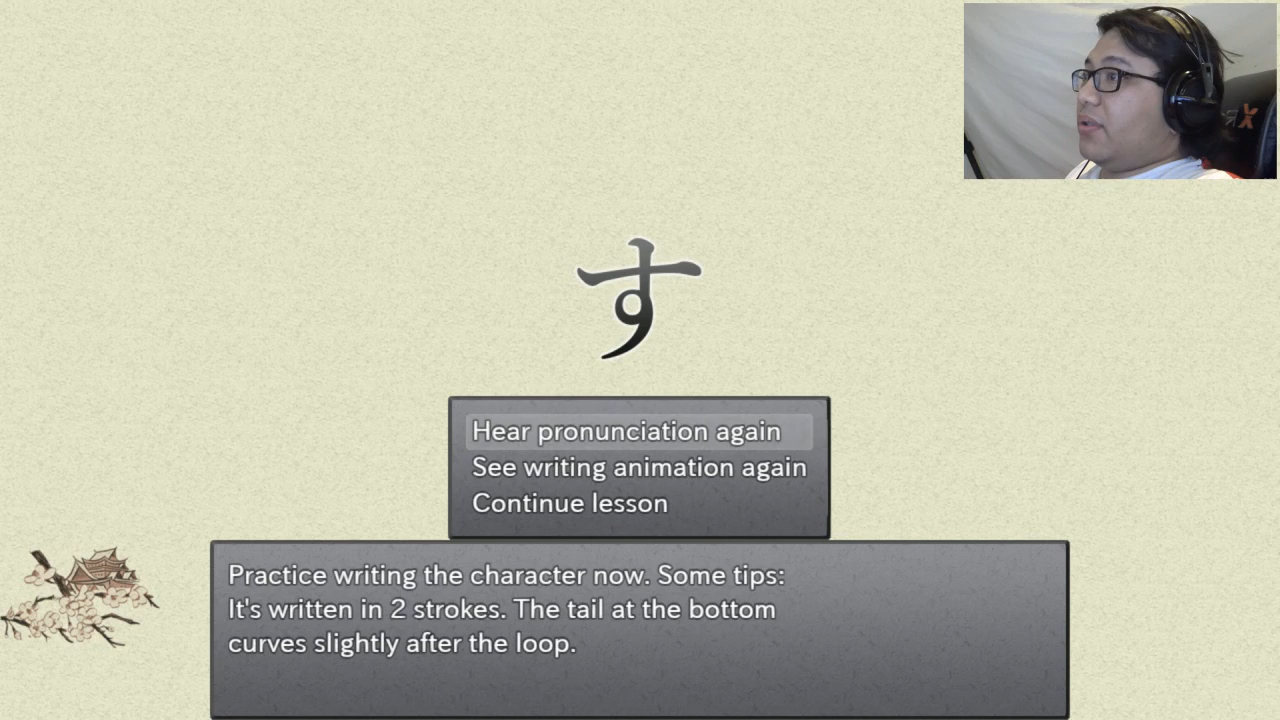 す
Hear pronunciation again
See writing animation again
Continue lesson
Practice writing the character now. Some tips:
It's written in 2 strokes. The tail at the bottom
curves slightly after the loop.